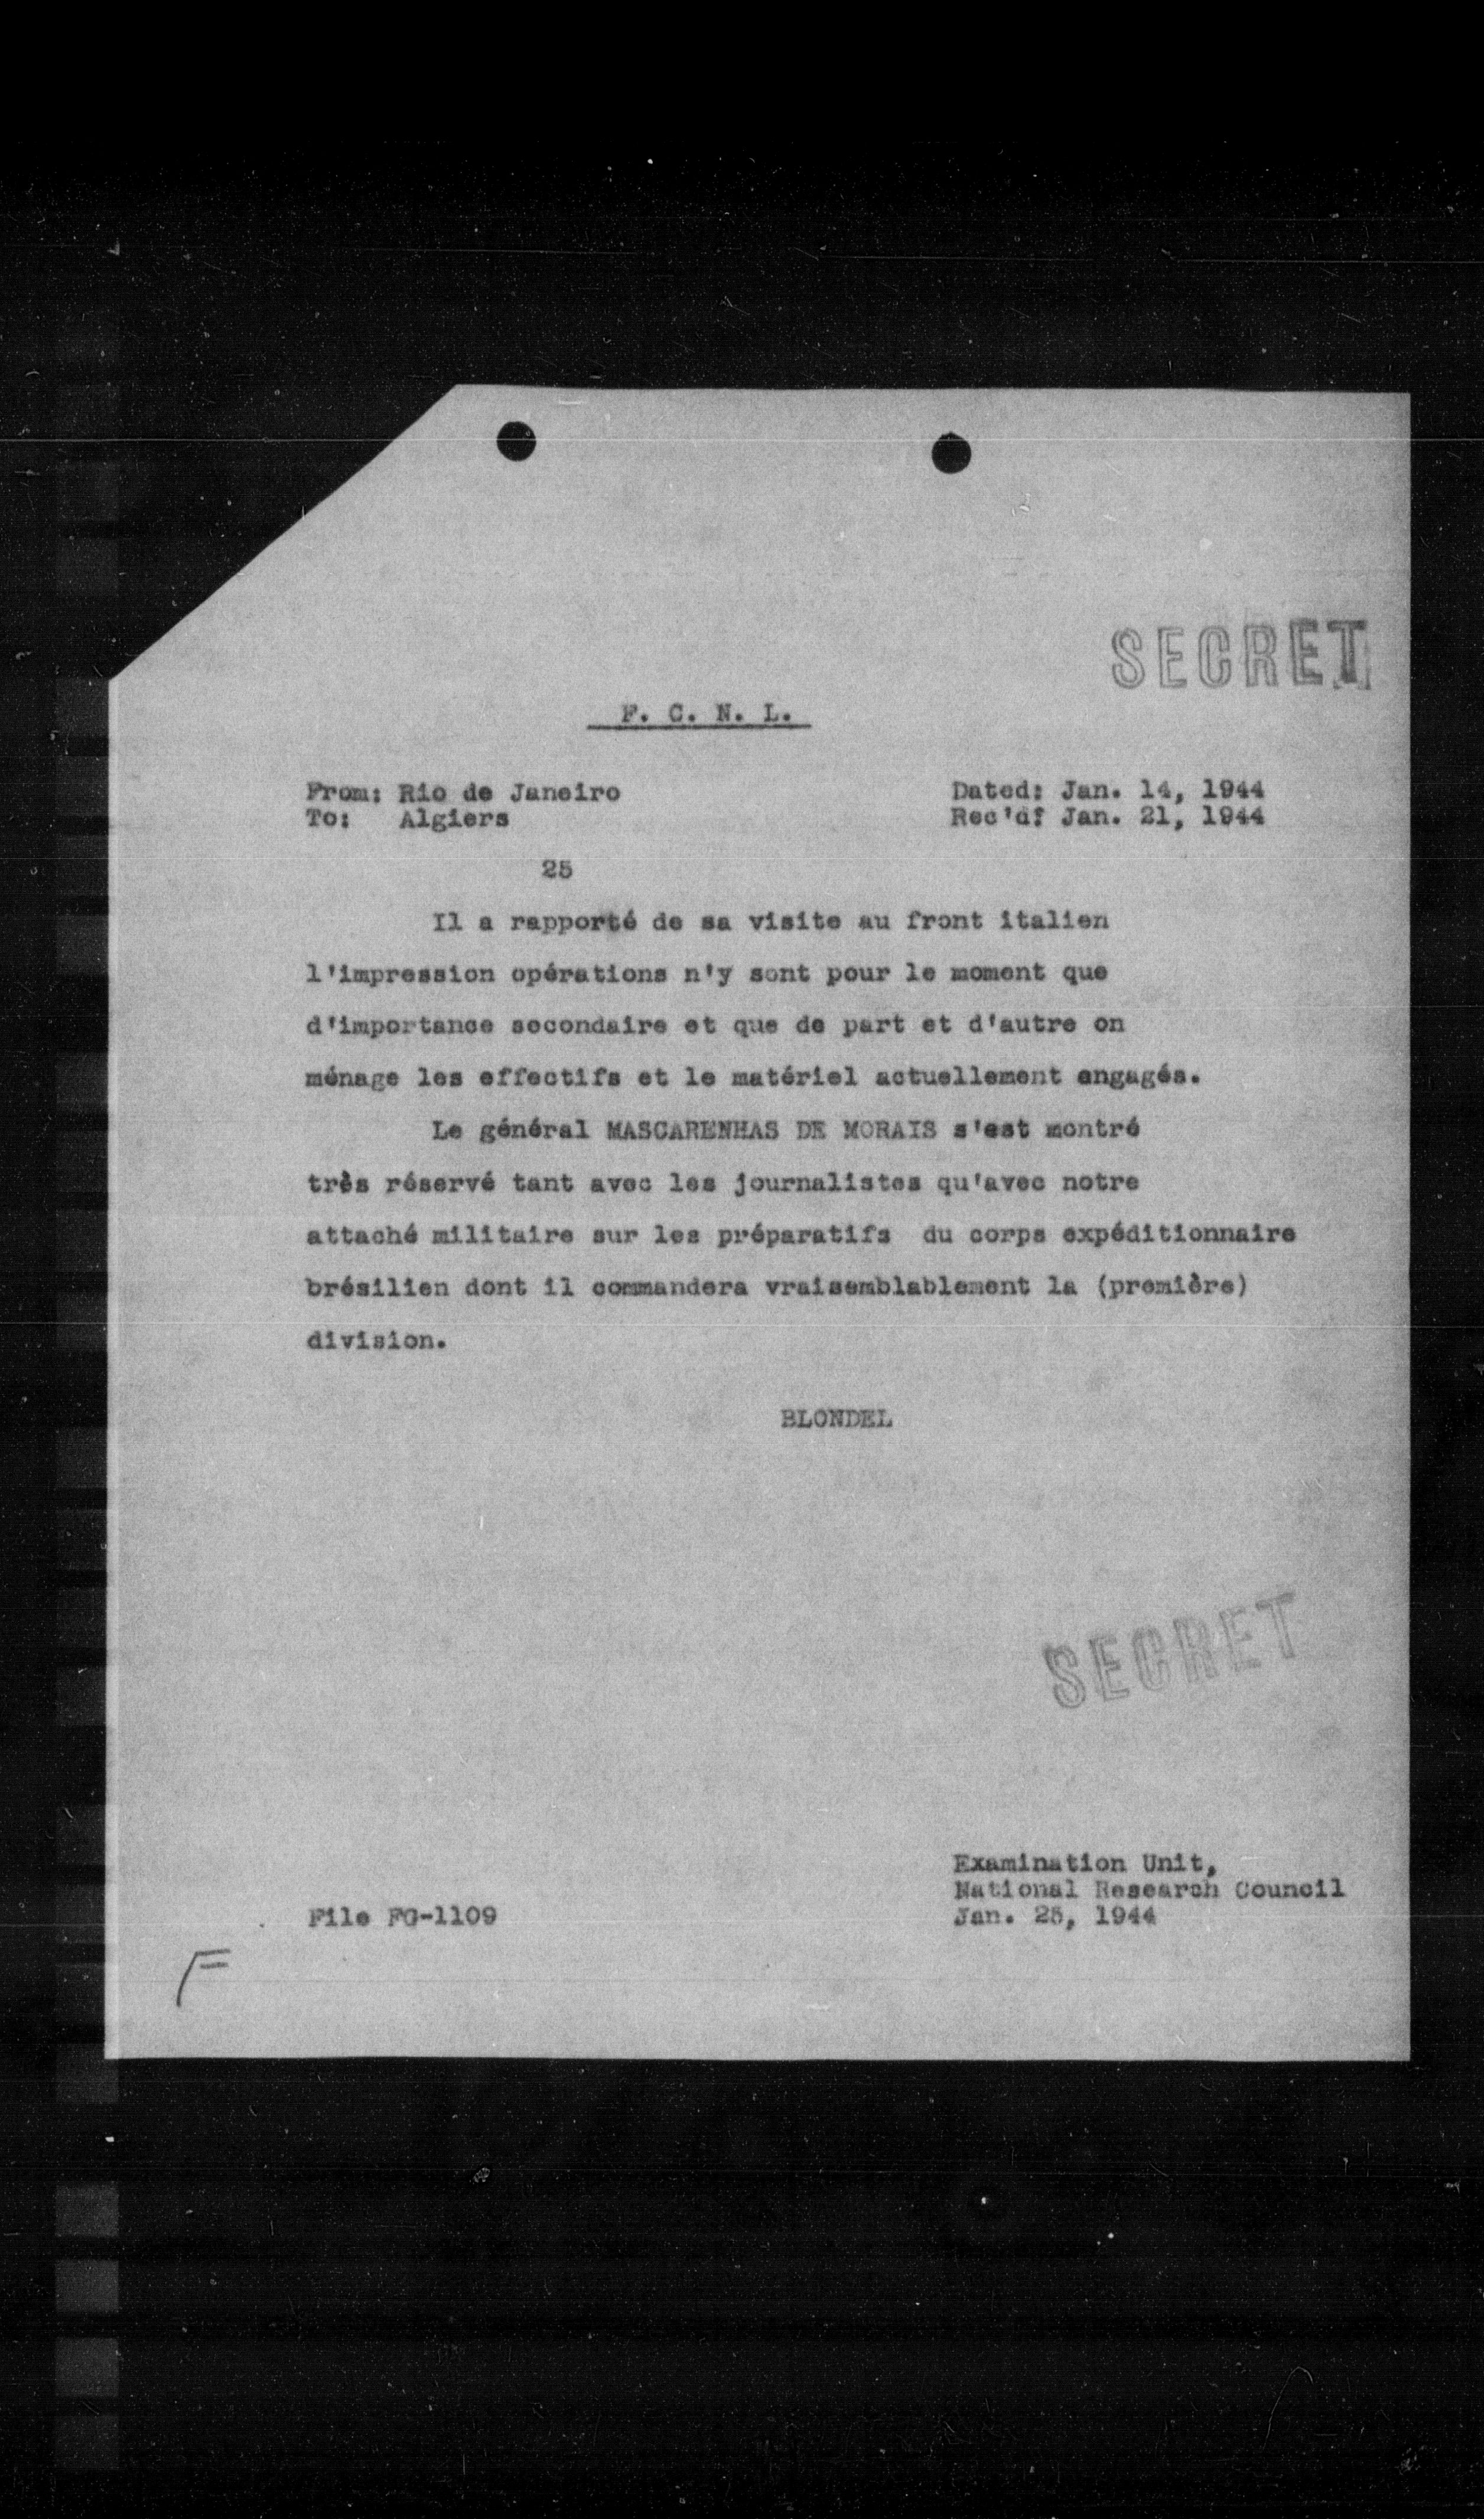 SECRET
F. C. N. L.
From: Rio de Janeiro
Dated: Jan. 14, 1944
To: Algiers
Rec'd: Jan. 21, 1944
25
Il a rapporté de sa visite au front italien
l'impression opérations n'y sont pour le moment que
d'importance secondaire et que de part et d'autre on
ménage les effectifs et le matériel actuellement engagés.
Le général MASCARENHAS DE MORAIS s'est montré
très réservé tant avec les journalistes qu'avec notre
attaché militaire sur les préparatifs du corps expéditionnaire
brésilien dont il commandera vraisemblablement la (première)
division.
BLONDEL
SECRET
Examination Unit,
National Research Council
File FG-1109
Jan. 25, 1944
F